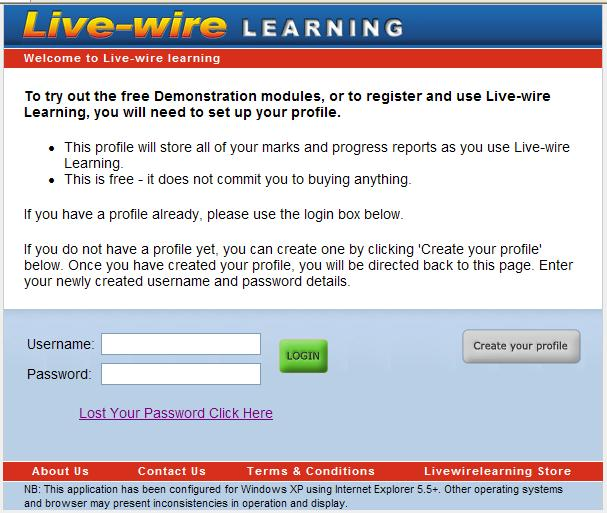 Live-wire LEARNING
Welcome to Live-wire learning
To try out the free Demonstration modules, or to register and use Live-wire
Learning, you will need to set up your profile.
• This profile will store all of your marks and progress reports as you use Live-wire
Learning.
• This is free - it does not commit you to buying anything.
If you have a profile already, please use the login box below.
If you do not have a profile yet, you can create one by clicking 'Create your profile'
below. Once you have created your profile, you will be directed back to this page. Enter
your newly created username and password details.
Username:
LOGIN
Create your profile
Password:
Lost Your Password Click Here
About Us Contact Us Terms & Conditions Livewirelearning Store
NB: This application has been configured for Windows XP using Internet Explorer 5.5+. Other operating systems
and browser may present inconsistencies in operation and display.